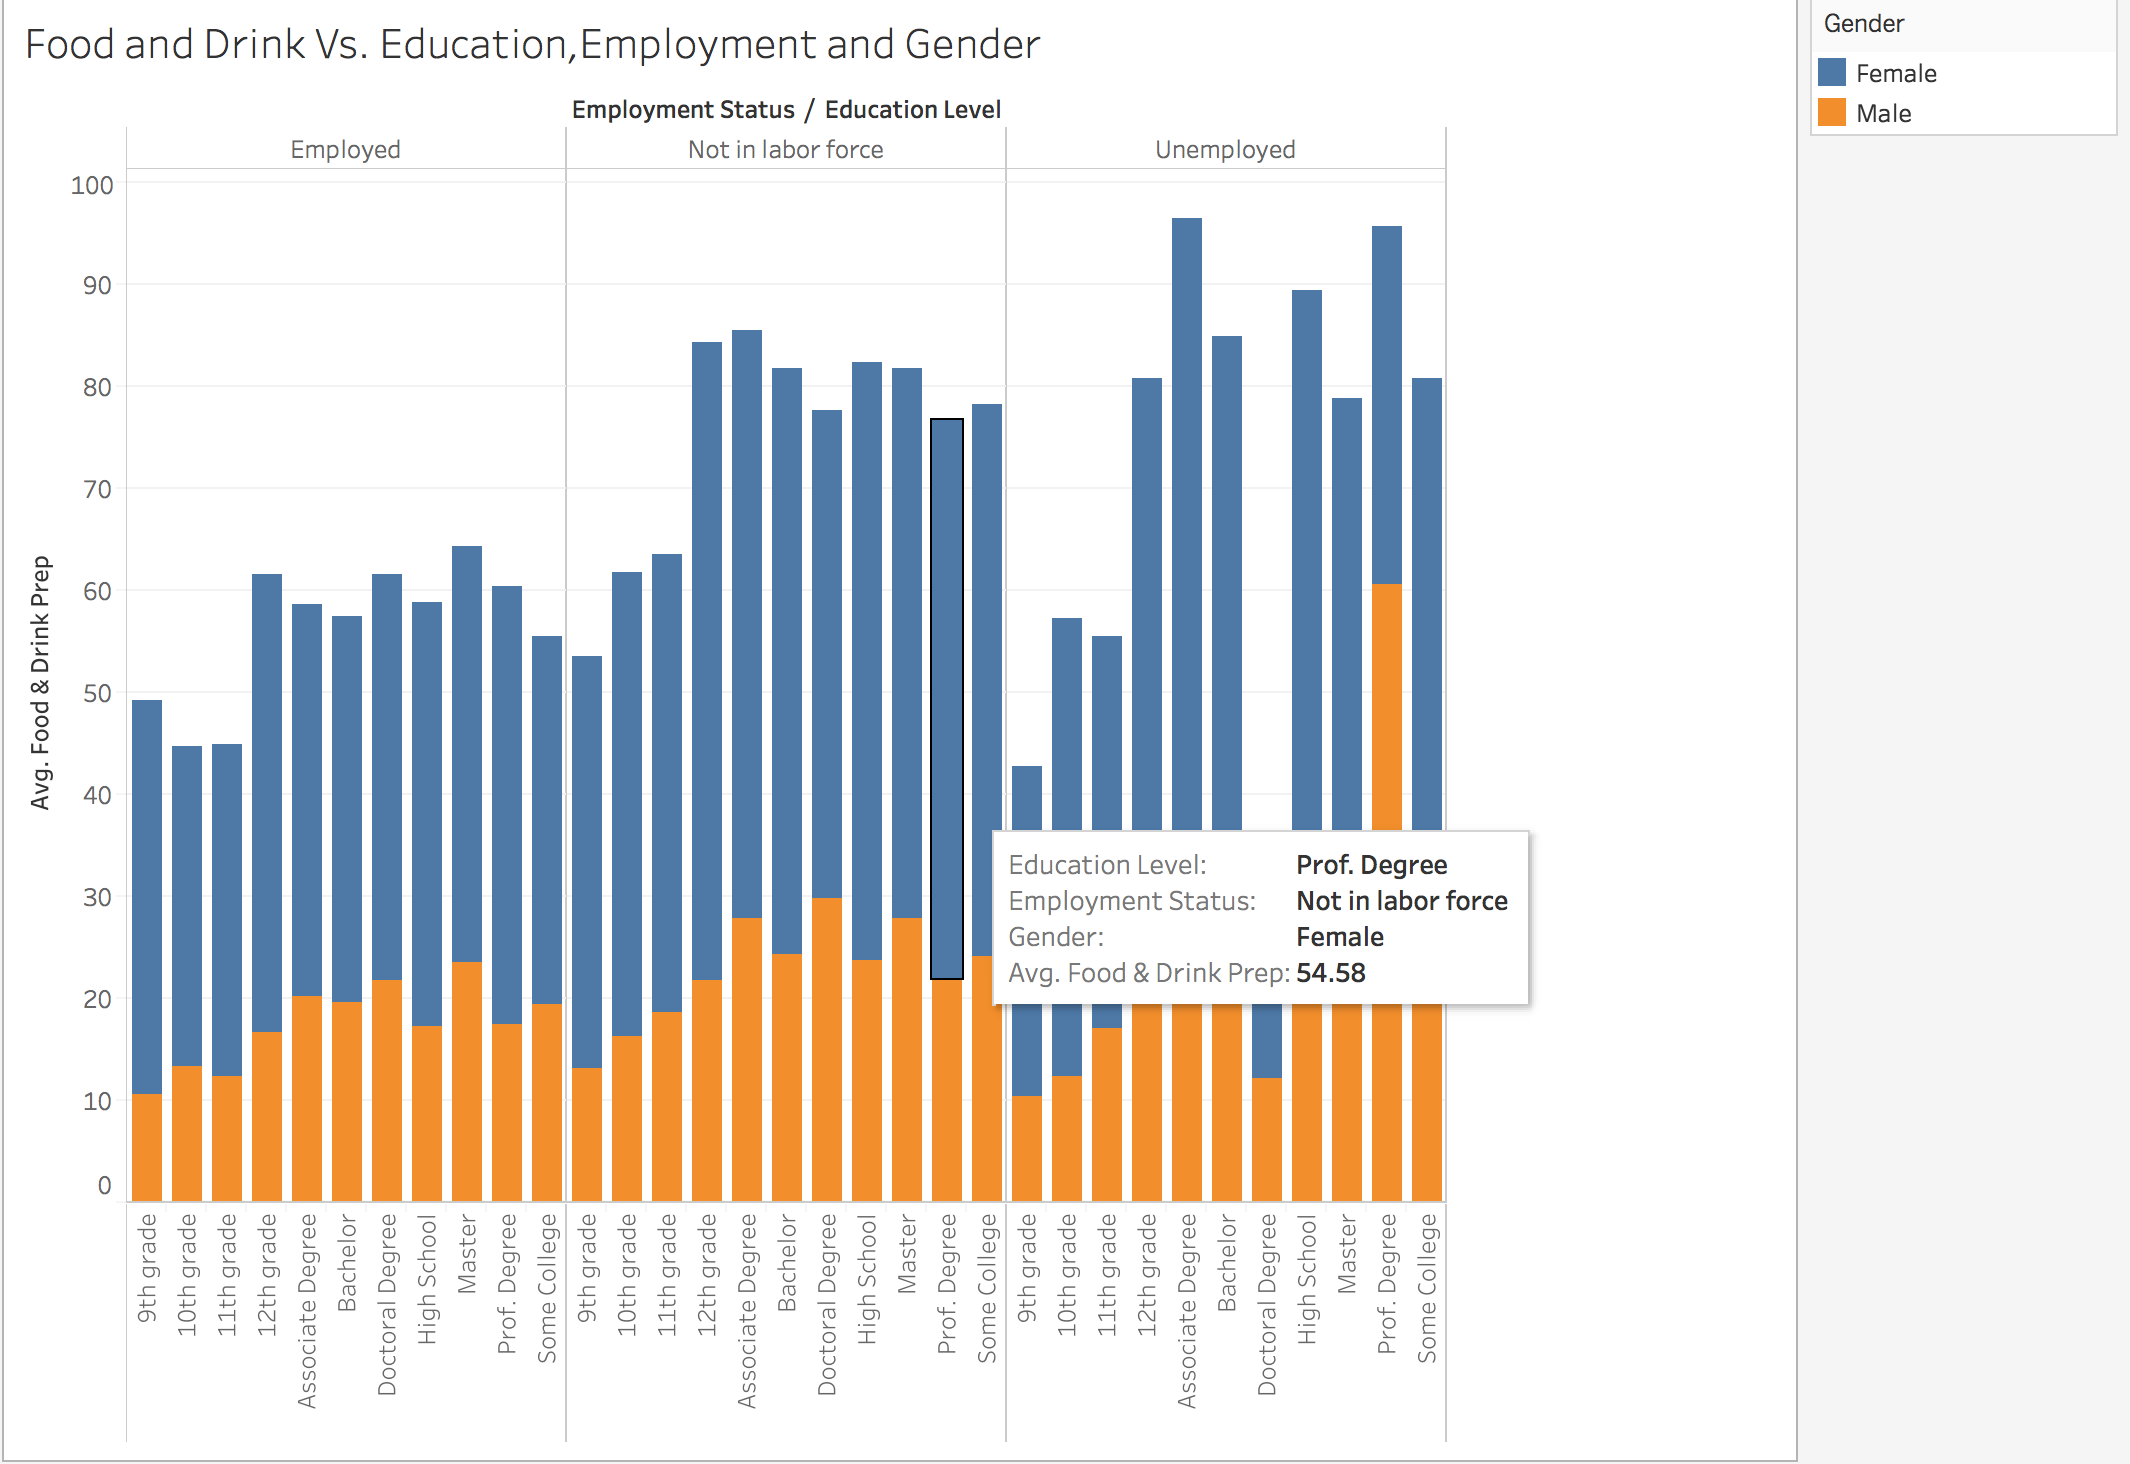 Food and Drink Vs. Education,Employment and Gender
Gender
Female
Male
Employment Status / Education Level
Employed
Not in labor force
Unemployed
Avg. Food & Drink Prep
100
90
80
70
60
50
40
30
20
10
0
Education Level: Prof. Degree
Employment Status: Not in labor force
Gender: Female
Avg. Food & Drink Prep: 54.58
9th grade
10th grade
11th grade
12th grade
Associate Degree
Bachelor
Doctoral Degree
High School
Master
Prof. Degree
Some College
9th grade
10th grade
11th grade
12th grade
Associate Degree
Bachelor
Doctoral Degree
High School
Master
Prof. Degree
Some College
9th grade
10th grade
11th grade
12th grade
Associate Degree
Bachelor
Doctoral Degree
High School
Master
Prof. Degree
Some College